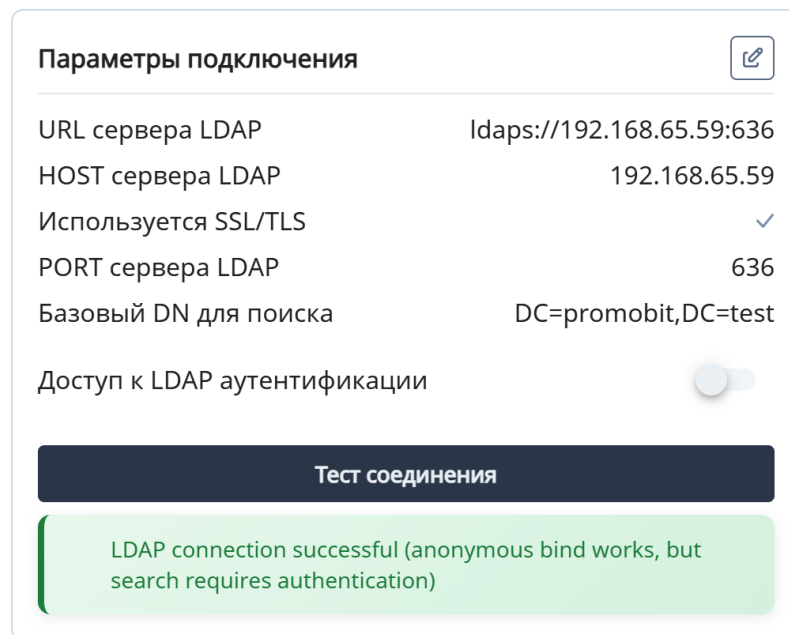 Параметры подключения
URL сервера LDAP ldaps://192.168.65.59:636
HOST сервера LDAP 192.168.65.59
Используется SSL/TLS
PORT сервера LDAP 636
Базовый DN для поиска DC=promobit,DC=test
Доступ к LDAP аутентификации
Тест соединения
LDAP connection successful (anonymous bind works, but
search requires authentication)